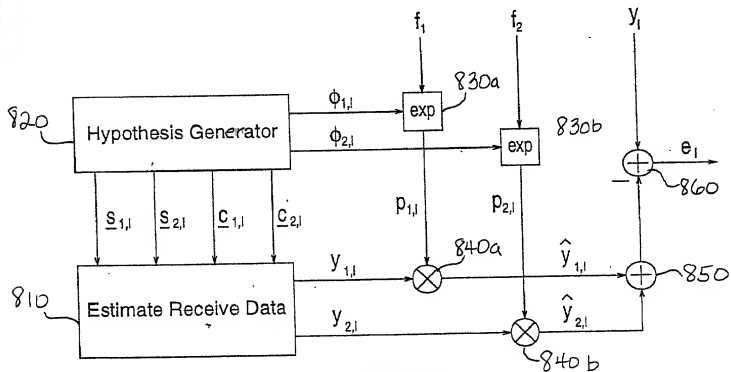 f1 f2 yl
830a
820 Hypothesis Generator ϕ1,l exp 830b
ϕ2,l exp el
− + 860
s1,l s2,l c1,l c2,l p1,l p2,l
840a
810 Estimate Receive Data y1,l × ŷ1,l + 850
y2,l × ŷ2,l
840b